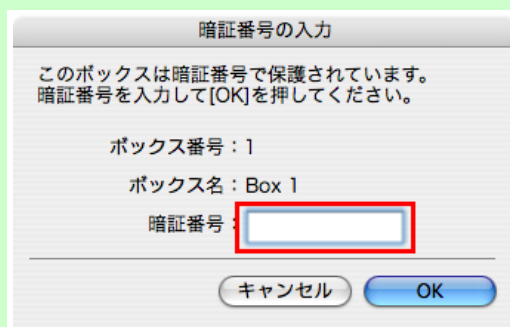 暗証番号の入力
このボックスは暗証番号で保護されています。
暗証番号を入力して[OK]を押してください。
ボックス番号：1
ボックス名：Box 1
暗証番号：
キャンセル OK